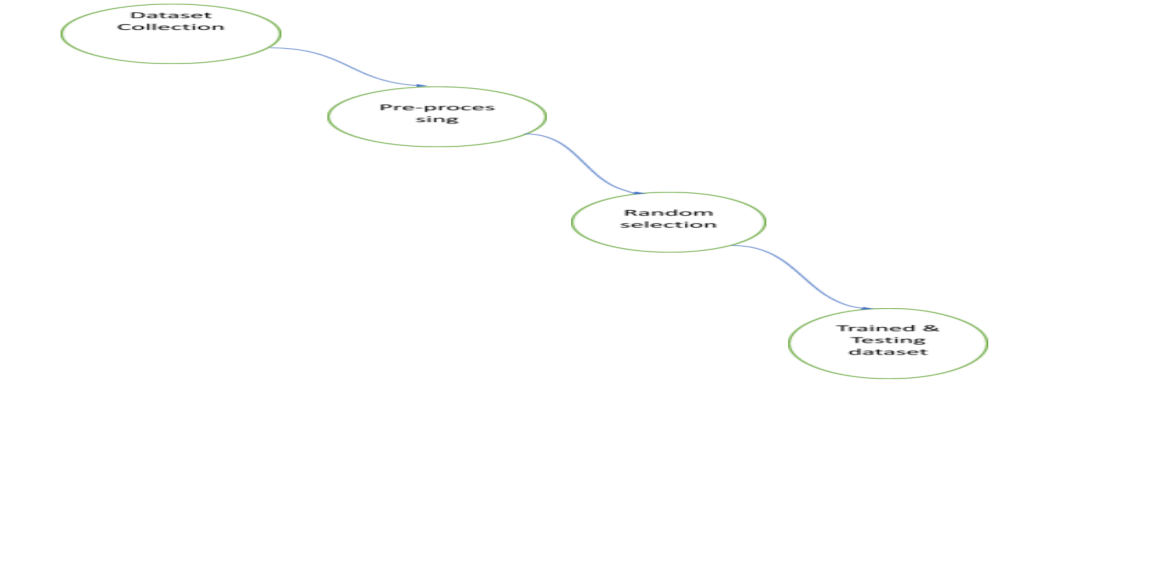 Dataset
Collection
Pre-proces
sing
Random
selection
Trained &
Testing
dataset